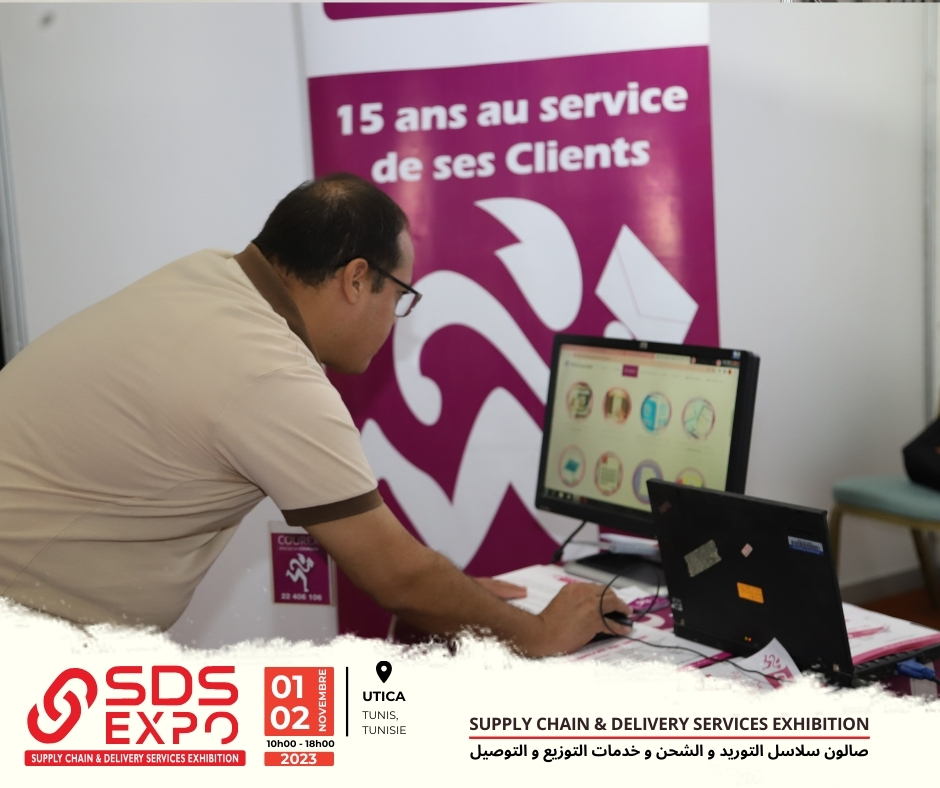 15 ans au service
de ses Clients
22 406 106
SDS
EXPO
SUPPLY CHAIN & DELIVERY SERVICES EXHIBITION
01
02
NOVEMBRE
10h00 - 18h00
2023
UTICA
TUNIS,
TUNISIE
SUPPLY CHAIN & DELIVERY SERVICES EXHIBITION
صالون سلاسل التوريد و الشحن و خدمات التوزيع و التوصيل